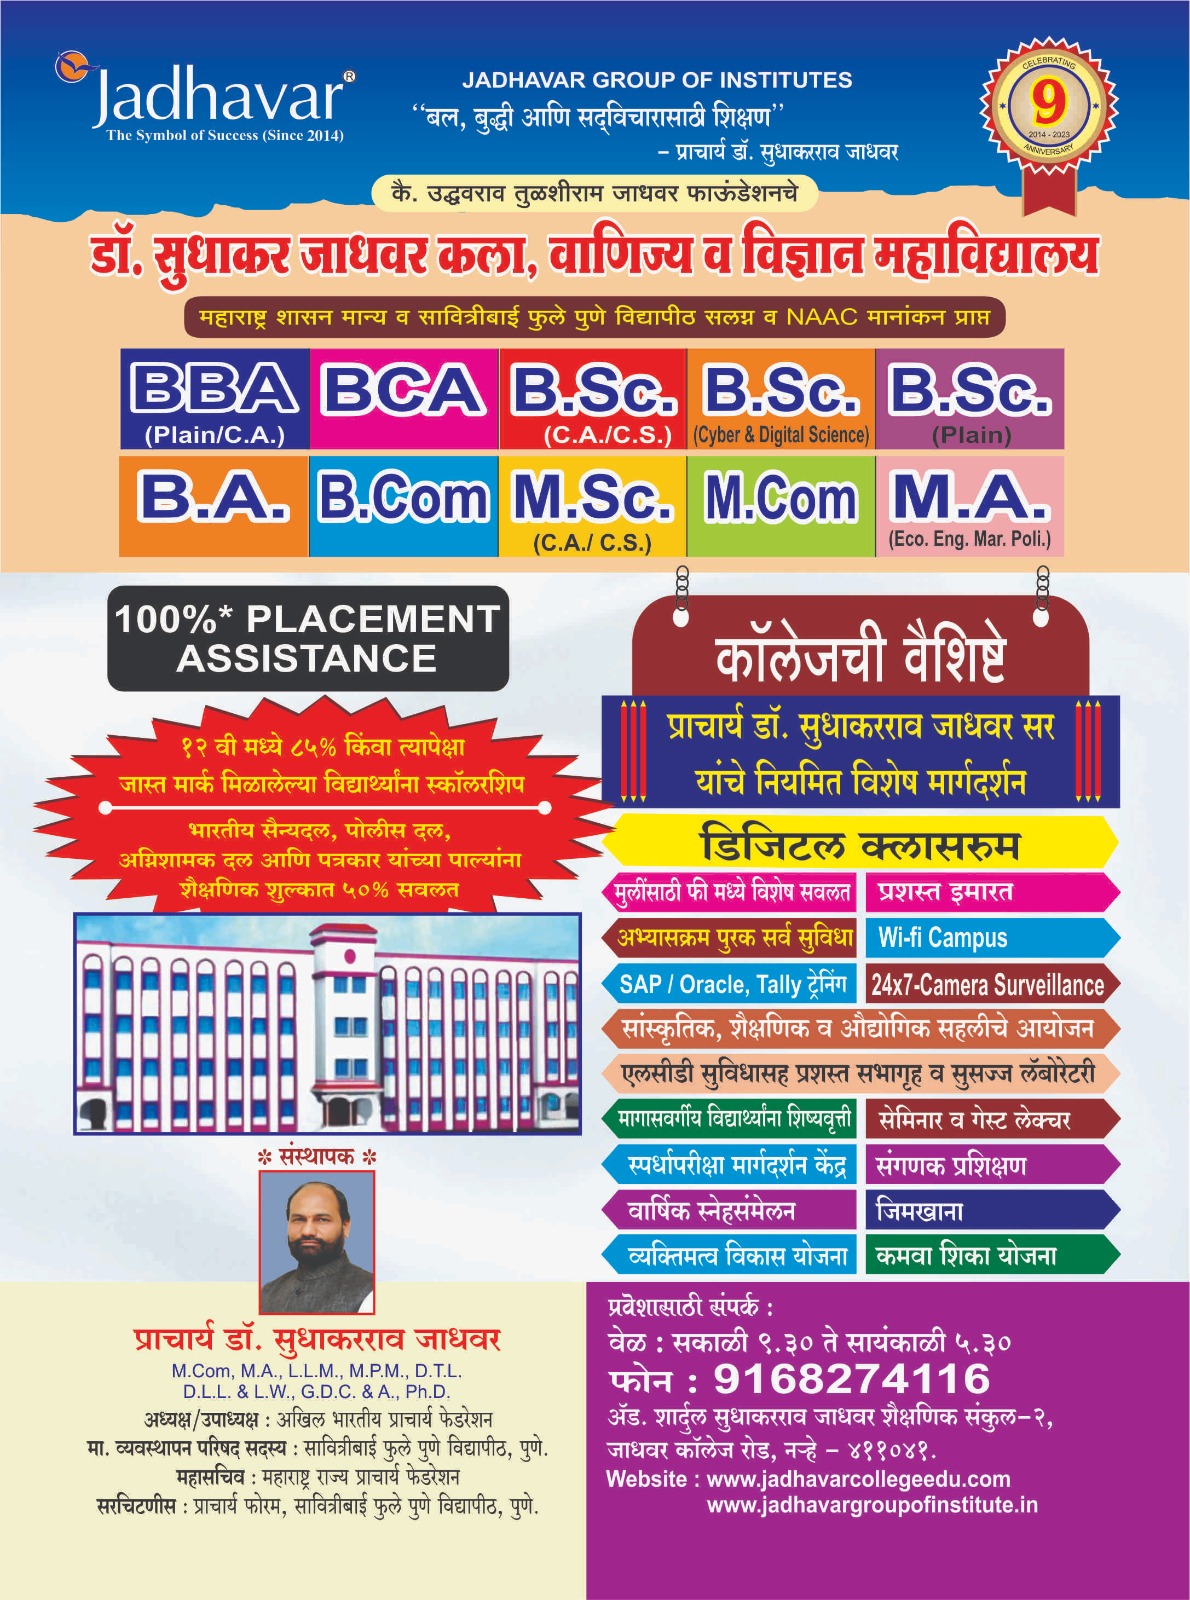 Jadhavar®
The Symbol of Success (Since 2014)
JADHAVAR GROUP OF INSTITUTES
“बल, बुद्धी आणि सद्‌विचारासाठी शिक्षण”
– प्राचार्य डॉ. सुधाकरराव जाधवर
CELEBRATING
9
2014 - 2023
ANNIVERSARY
कै. उद्धवराव तुळशीराम जाधवर फाऊंडेशनचे
डॉ. सुधाकर जाधवर कला, वाणिज्य व विज्ञान महाविद्यालय
महाराष्ट्र शासन मान्य व सावित्रीबाई फुले पुणे विद्यापीठ सलग्न व NAAC मानांकन प्राप्त
BBA
(Plain/C.A.)
BCA
B.Sc.
(C.A./C.S.)
B.Sc.
(Cyber & Digital Science)
B.Sc.
(Plain)
B.A.
B.Com
M.Sc.
(C.A./ C.S.)
M.Com
M.A.
(Eco. Eng. Mar. Poli.)
100%* PLACEMENT
ASSISTANCE
१२ वी मध्ये ८५% किंवा त्यापेक्षा
जास्त मार्क मिळालेल्या विद्यार्थ्यांना स्कॉलरशिप
भारतीय सैन्यदल, पोलीस दल,
अग्निशामक दल आणि पत्रकार यांच्या पाल्यांना
शैक्षणिक शुल्कात ५०% सवलत
कॉलेजची वैशिष्टे
प्राचार्य डॉ. सुधाकरराव जाधवर सर
यांचे नियमित विशेष मार्गदर्शन
डिजिटल क्लासरुम
मुलींसाठी फी मध्ये विशेष सवलत
प्रशस्त इमारत
अभ्यासक्रम पुरक सर्व सुविधा
Wi-fi Campus
SAP / Oracle, Tally ट्रेनिंग
24x7-Camera Surveillance
सांस्कृतिक, शैक्षणिक व औद्योगिक सहलीचे आयोजन
एलसीडी सुविधासह प्रशस्त सभागृह व सुसज्ज लॅबोरेटरी
मागासवर्गीय विद्यार्थ्यांना शिष्यवृत्ती
सेमिनार व गेस्ट लेक्चर
स्पर्धापरीक्षा मार्गदर्शन केंद्र
संगणक प्रशिक्षण
वार्षिक स्नेहसंमेलन
जिमखाना
व्यक्तिमत्व विकास योजना
कमवा शिका योजना
✻ संस्थापक ✻
प्राचार्य डॉ. सुधाकरराव जाधवर
M.Com, M.A., L.L.M., M.P.M., D.T.L.
D.L.L. & L.W., G.D.C. & A., Ph.D.
अध्यक्ष/उपाध्यक्ष : अखिल भारतीय प्राचार्य फेडरेशन
मा. व्यवस्थापन परिषद सदस्य : सावित्रीबाई फुले पुणे विद्यापीठ, पुणे.
महासचिव : महाराष्ट्र राज्य प्राचार्य फेडरेशन
सरचिटणीस : प्राचार्य फोरम, सावित्रीबाई फुले पुणे विद्यापीठ, पुणे.
प्रवेशासाठी संपर्क :
वेळ : सकाळी ९.३० ते सायंकाळी ५.३०
फोन : 9168274116
ॲड. शार्दुल सुधाकरराव जाधवर शैक्षणिक संकुल-२,
जाधवर कॉलेज रोड, नऱ्हे – ४११०४१.
Website : www.jadhavarcollegeedu.com
www.jadhavargroupofinstitute.in